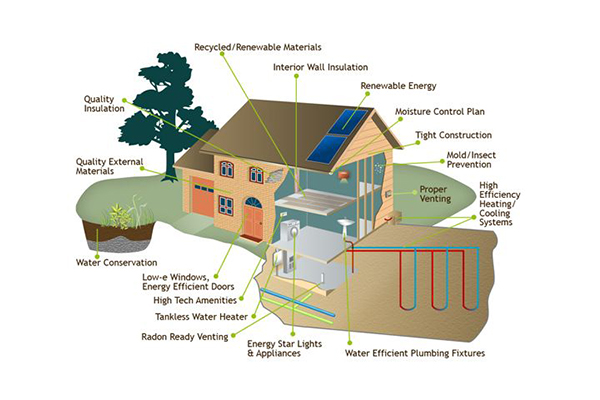 Recycled/Renewable Materials
Interior Wall Insulation
Renewable Energy
Quality
Insulation
Moisture Control Plan
Tight Construction
Mold/Insect
Prevention
Quality External
Materials
Proper
Venting
High
Efficiency
Heating/
Cooling
Systems
Water Conservation
Low-e Windows,
Energy Efficient Doors
High Tech Amenities
Tankless Water Heater
Radon Ready Venting
Energy Star Lights
& Appliances
Water Efficient Plumbing Fixtures